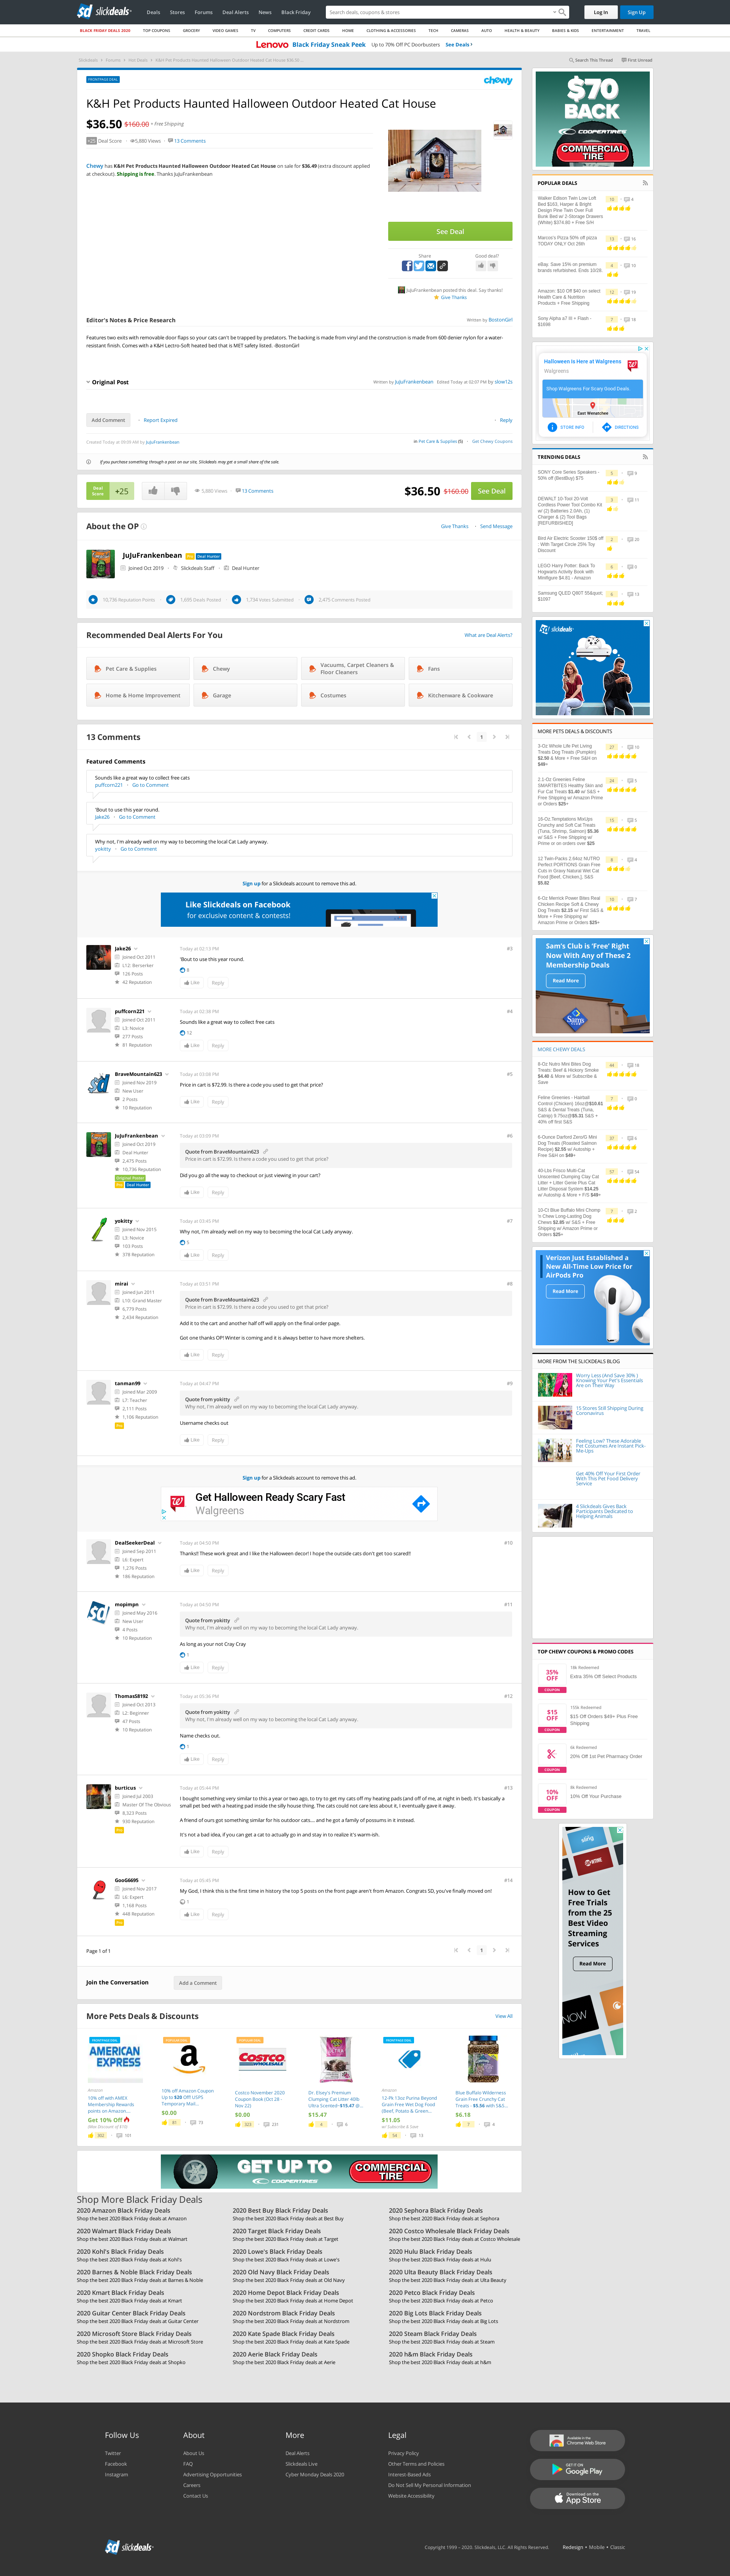 slickdeals
Deals Stores Forums Deal Alerts News Black Friday
Search deals, coupons & stores
Log In Sign Up
BLACK FRIDAY DEALS 2020 TOP COUPONS GROCERY VIDEO GAMES TV COMPUTERS CREDIT CARDS HOME CLOTHING & ACCESSORIES TECH CAMERAS AUTO HEALTH & BEAUTY BABIES & KIDS ENTERTAINMENT TRAVEL
Lenovo Black Friday Sneak Peek Up to 70% Off PC Doorbusters See Deals
Slickdeals Forums Hot Deals K&H Pet Products Haunted Halloween Outdoor Heated Cat House $36.50
Search This Thread First Unread
FRONTPAGE DEAL
chewy
K&H Pet Products Haunted Halloween Outdoor Heated Cat House
$36.50 $160.00 + Free Shipping
+25 Deal Score 5,880 Views 13 Comments
Chewy has K&H Pet Products Haunted Halloween Outdoor Heated Cat House on sale for $36.49 (extra discount applied
at checkout). Shipping is free. Thanks JuJuFrankenbean
See Deal
Share Good deal?
JuJuFrankenbean posted this deal. Say thanks!
Give Thanks
Editor's Notes & Price Research Written by BostonGirl
Features two exits with removable door flaps so your cats can't be trapped by predators. The backing is made from vinyl and the construction is made from 600 denier nylon for a water-
resistant finish. Comes with a K&H Lectro-Soft heated bed that is MET safety listed. -BostonGirl
Original Post Written by JuJuFrankenbean Edited Today at 02:07 PM by slow12s
Add Comment Report Expired Reply
Created Today at 09:00 AM by JuJuFrankenbean
in Pet Care & Supplies (5) Get Chewy Coupons
If you purchase something through a post on our site, Slickdeals may get a small share of the sale.
Deal Score +25 5,880 Views 13 Comments $36.50 $160.00 See Deal
About the OP Give Thanks Send Message
JuJuFrankenbean Pro Deal Hunter
Joined Oct 2019 Slickdeals Staff Deal Hunter
10,736 Reputation Points 1,695 Deals Posted 1,734 Votes Submitted 2,475 Comments Posted
Recommended Deal Alerts For You What are Deal Alerts?
Pet Care & Supplies Chewy Vacuums, Carpet Cleaners & Floor Cleaners Fans
Home & Home Improvement Garage Costumes Kitchenware & Cookware
13 Comments 1
Featured Comments
Sounds like a great way to collect free cats
puffcorn221 Go to Comment
'Bout to use this year round.
Jake26 Go to Comment
Why not, I'm already well on my way to becoming the local Cat Lady anyway.
yokitty Go to Comment
Sign up for a Slickdeals account to remove this ad.
Like Slickdeals on Facebook
for exclusive content & contests!
Jake26 Today at 02:13 PM #3
Joined Oct 2011
L12: Berserker
126 Posts
42 Reputation
'Bout to use this year round.
8
Like Reply
puffcorn221 Today at 02:38 PM #4
Joined Oct 2011
L3: Novice
277 Posts
81 Reputation
Sounds like a great way to collect free cats
12
Like Reply
BraveMountain623 Today at 03:08 PM #5
Joined Nov 2019
New User
2 Posts
10 Reputation
Price in cart is $72.99. Is there a code you used to get that price?
Like Reply
JuJuFrankenbean Today at 03:09 PM #6
Joined Oct 2019
Deal Hunter
2,475 Posts
10,736 Reputation
Original Poster
Pro Deal Hunter
Quote from BraveMountain623
Price in cart is $72.99. Is there a code you used to get that price?
Did you go all the way to checkout or just viewing in your cart?
Like Reply
yokitty Today at 03:45 PM #7
Joined Nov 2015
L3: Novice
103 Posts
378 Reputation
Why not, I'm already well on my way to becoming the local Cat Lady anyway.
5
Like Reply
mirai Today at 03:51 PM #8
Joined Jun 2011
L10: Grand Master
6,779 Posts
2,434 Reputation
Quote from BraveMountain623
Price in cart is $72.99. Is there a code you used to get that price?
Add it to the cart and another half off will apply on the final order page.
Got one thanks OP! Winter is coming and it is always better to have more shelters.
Like Reply
tanman99 Today at 04:47 PM #9
Joined Mar 2009
L7: Teacher
2,111 Posts
1,106 Reputation
Pro
Quote from yokitty
Why not, I'm already well on my way to becoming the local Cat Lady anyway.
Username checks out
Like Reply
Sign up for a Slickdeals account to remove this ad.
Get Halloween Ready Scary Fast
Walgreens
DealSeekerDeal Today at 04:50 PM #10
Joined Sep 2011
L6: Expert
1,276 Posts
186 Reputation
Thanks!! These work great and I like the Halloween decor! I hope the outside cats don't get too scared!!
Like Reply
mopimpn Today at 04:50 PM #11
Joined May 2016
New User
4 Posts
10 Reputation
Quote from yokitty
Why not, I'm already well on my way to becoming the local Cat Lady anyway.
As long as your not Cray Cray
1
Like Reply
ThomasS8192 Today at 05:36 PM #12
Joined Oct 2013
L2: Beginner
47 Posts
10 Reputation
Quote from yokitty
Why not, I'm already well on my way to becoming the local Cat Lady anyway.
Name checks out.
1
Like Reply
burticus Today at 05:44 PM #13
Joined Jul 2003
Master Of The Obvious
8,323 Posts
930 Reputation
Pro
I bought something very similar to this a year or two ago, to try to get my cats off my heating pads (and off of me, at night in bed). It's basically a
small pet bed with a heating pad inside the silly house thing. The cats could not care less about it, I eventually gave it away.
A friend of ours got something similar for his outdoor cats.... and he got a family of possums in it instead.
It's not a bad idea, if you can get a cat to actually go in and stay in to realize it's warm-ish.
Like Reply
GooG6695 Today at 05:45 PM #14
Joined Nov 2017
L6: Expert
1,168 Posts
448 Reputation
Pro
My God, I think this is the first time in history the top 5 posts on the front page aren't from Amazon. Congrats SD, you've finally moved on!
Like Reply
Page 1 of 1 1
Join the Conversation Add a Comment
More Pets Deals & Discounts View All
AMERICAN EXPRESS
Amazon
10% off with AMEX
Membership Rewards
points on Amazon...
Get 10% Off
302 101
amazon
10% off Amazon Coupon
Up to $20 Off! USPS
Temporary Mail...
$0.00
81 73
COSTCO WHOLESALE
Costco November 2020
Coupon Book (Oct 28 -
Nov 22)
$0.00
323 231
Dr. Elsey's Premium
Clumping Cat Litter 40lb
Ultra Scented- $15.47 @...
$15.47
4 6
Amazon
12-Pk 13oz Purina Beyond
Grain Free Wet Dog Food
(Beef, Potato & Green...
$11.05
w/ Subscribe & Save
54 13
Blue Buffalo Wilderness
Grain-Free Crunchy Cat
Treats - $5.56 with S&S...
$6.18
7 4
GET UP TO COMMERCIAL TIRE
Shop More Black Friday Deals
2020 Amazon Black Friday Deals 2020 Best Buy Black Friday Deals 2020 Sephora Black Friday Deals
Shop the best 2020 Black Friday deals at Amazon Shop the best 2020 Black Friday deals at Best Buy Shop the best 2020 Black Friday deals at Sephora
2020 Walmart Black Friday Deals 2020 Target Black Friday Deals 2020 Costco Wholesale Black Friday Deals
Shop the best 2020 Black Friday deals at Walmart Shop the best 2020 Black Friday deals at Target Shop the best 2020 Black Friday deals at Costco Wholesale
2020 Kohl's Black Friday Deals 2020 Lowe's Black Friday Deals 2020 Hulu Black Friday Deals
Shop the best 2020 Black Friday deals at Kohl's Shop the best 2020 Black Friday deals at Lowe's Shop the best 2020 Black Friday deals at Hulu
2020 Barnes & Noble Black Friday Deals 2020 Old Navy Black Friday Deals 2020 Ulta Beauty Black Friday Deals
Shop the best 2020 Black Friday deals at Barnes & Noble Shop the best 2020 Black Friday deals at Old Navy Shop the best 2020 Black Friday deals at Ulta Beauty
2020 Kmart Black Friday Deals 2020 Home Depot Black Friday Deals 2020 Petco Black Friday Deals
Shop the best 2020 Black Friday deals at Kmart Shop the best 2020 Black Friday deals at Home Depot Shop the best 2020 Black Friday deals at Petco
2020 Guitar Center Black Friday Deals 2020 Nordstrom Black Friday Deals 2020 Big Lots Black Friday Deals
Shop the best 2020 Black Friday deals at Guitar Center Shop the best 2020 Black Friday deals at Nordstrom Shop the best 2020 Black Friday deals at Big Lots
2020 Microsoft Store Black Friday Deals 2020 Kate Spade Black Friday Deals 2020 Steam Black Friday Deals
Shop the best 2020 Black Friday deals at Microsoft Store Shop the best 2020 Black Friday deals at Kate Spade Shop the best 2020 Black Friday deals at Steam
2020 Shopko Black Friday Deals 2020 Aerie Black Friday Deals 2020 h&m Black Friday Deals
Shop the best 2020 Black Friday deals at Shopko Shop the best 2020 Black Friday deals at Aerie Shop the best 2020 Black Friday deals at h&m
$70 BACK
COOPERTIRES
COMMERCIAL TIRE
POPULAR DEALS
Walker Edison Twin Low Loft
Bed $163, Harper & Bright
Design Pine Twin Over Full
Bunk Bed w/ 2-Storage Drawers
(White) $374.80 + Free S/H
Marcos's Pizza 50% off pizza
TODAY ONLY Oct 26th
eBay, Save 15% on premium
brands refurbished. Ends 10/28.
Amazon: $10 Off $40 on select
Health Care & Nutrition
Products + Free Shipping
Sony Alpha a7 III + Flash -
$1698
Halloween Is Here at Walgreens
Walgreens
Shop Walgreens For Scary Good Deals.
East Wenatchee
STORE INFO DIRECTIONS
TRENDING DEALS
SONY Core Series Speakers -
50% off (BestBuy) $75
DEWALT 10-Tool 20-Volt
Cordless Power Tool Combo Kit
w/ (2) Batteries 2.0Ah, (1)
Charger & (2) Tool Bags
[REFURBISHED]
Bird Air Electric Scooter 150$ off
: With Target Circle 25% Toy
Discount
LEGO Harry Potter: Back To
Hogwarts Activity Book with
Minifigure $4.81 - Amazon
Samsung QLED Q90T 55&quot;
$1097
slickdeals
MORE PETS DEALS & DISCOUNTS
3-Oz Whole Life Pet Living
Treats Dog Treats (Pumpkin)
$2.55 & More + Free S&H on
$49+
2.1-Oz Greenies Feline
SMARTBITES Healthy Skin and
Fur Cat Treats $1.40 w/ S&S +
Free Shipping w/ Amazon Prime
or Orders $25+
16-Oz Temptations MixUps
Crunchy and Soft Cat Treats
(Tuna, Shrimp, Salmon) $5.36
w/ S&S + Free Shipping w/
Prime or on orders over $25
12 Twin-Packs 2.64oz NUTRO
Perfect PORTIONS Grain Free
Cuts in Gravy Natural Wet Cat
Food [Beef, Chicken,], S&S
$5.82
6-Oz Merrick Power Bites Real
Chicken Recipe Soft & Chewy
Dog Treats $2.15 w/ First S&S &
More + Free Shipping w/
Amazon Prime or Orders $25+
Sam's Club is 'Free' Right
Now With Any of These 2
Membership Deals
Read More
Sam's
MORE CHEWY DEALS
8-Oz Nutro Mini Bites Dog
Treats: Beef & Hickory Smoke
$4.40 & More w/ Subscribe &
Save
Feline Greenies - Hairball
Control (Chicken) 16oz@$10.61
S&S & Dental Treats (Tuna,
Catnip) 9.75oz@$5.31 S&S +
40% off first S&S
6-Ounce Darford Zero/G Mini
Dog Treats (Roasted Salmon
Recipe) $2.55 w/ Autoship +
Free S&H on $49+
40-Lbs Frisco Multi-Cat
Unscented Clumping Clay Cat
Litter + Litter Genie Plus Cat
Litter Disposal System $14.25
w/ Autoship & More + F/S $49+
10-Ct Blue Buffalo Mini Chomp
'n Chew Long-Lasting Dog
Chews $2.85 w/ S&S + Free
Shipping w/ Amazon Prime or
Orders $25+
Verizon Just Established a
New All-Time Low Price for
AirPods Pro
Read More
MORE FROM THE SLICKDEALS BLOG
Worry Less (And Save 30% )
Knowing Your Pet's Essentials
Are on Their Way
15 Stores Still Shipping During
Coronavirus
Feeling Low? These Adorable
Pet Costumes Are Instant Pick-
Me-Ups
Get 40% Off Your First Order
With This Pet Food Delivery
Service
4 Slickdeals Gives Back
Participants Dedicated to
Helping Animals
TOP CHEWY COUPONS & PROMO CODES
35% OFF COUPON
Extra 35% Off Select Products
$15 OFF COUPON
$15 Off Orders $49+ Plus Free
Shipping
COUPON
20% Off 1st Pet Pharmacy Order
10% OFF COUPON
10% Off Your Purchase
sling
SHOWTIME
How to Get
Free Trials
from the 25
Best Video
Streaming
Services
Read More
NOW
Follow Us About More Legal
Twitter About Us Deal Alerts Privacy Policy
Facebook FAQ Slickdeals Live Other Terms and Policies
Instagram Advertising Opportunities Cyber Monday Deals 2020 Interest-Based Ads
Careers Do Not Sell My Personal Information
Contact Us Website Accessibility
Available in the Chrome Web Store
GET IT ON Google Play
Download on the App Store
slickdeals
Copyright 1999 - 2020. Slickdeals, LLC. All Rights Reserved. Redesign • Mobile • Classic